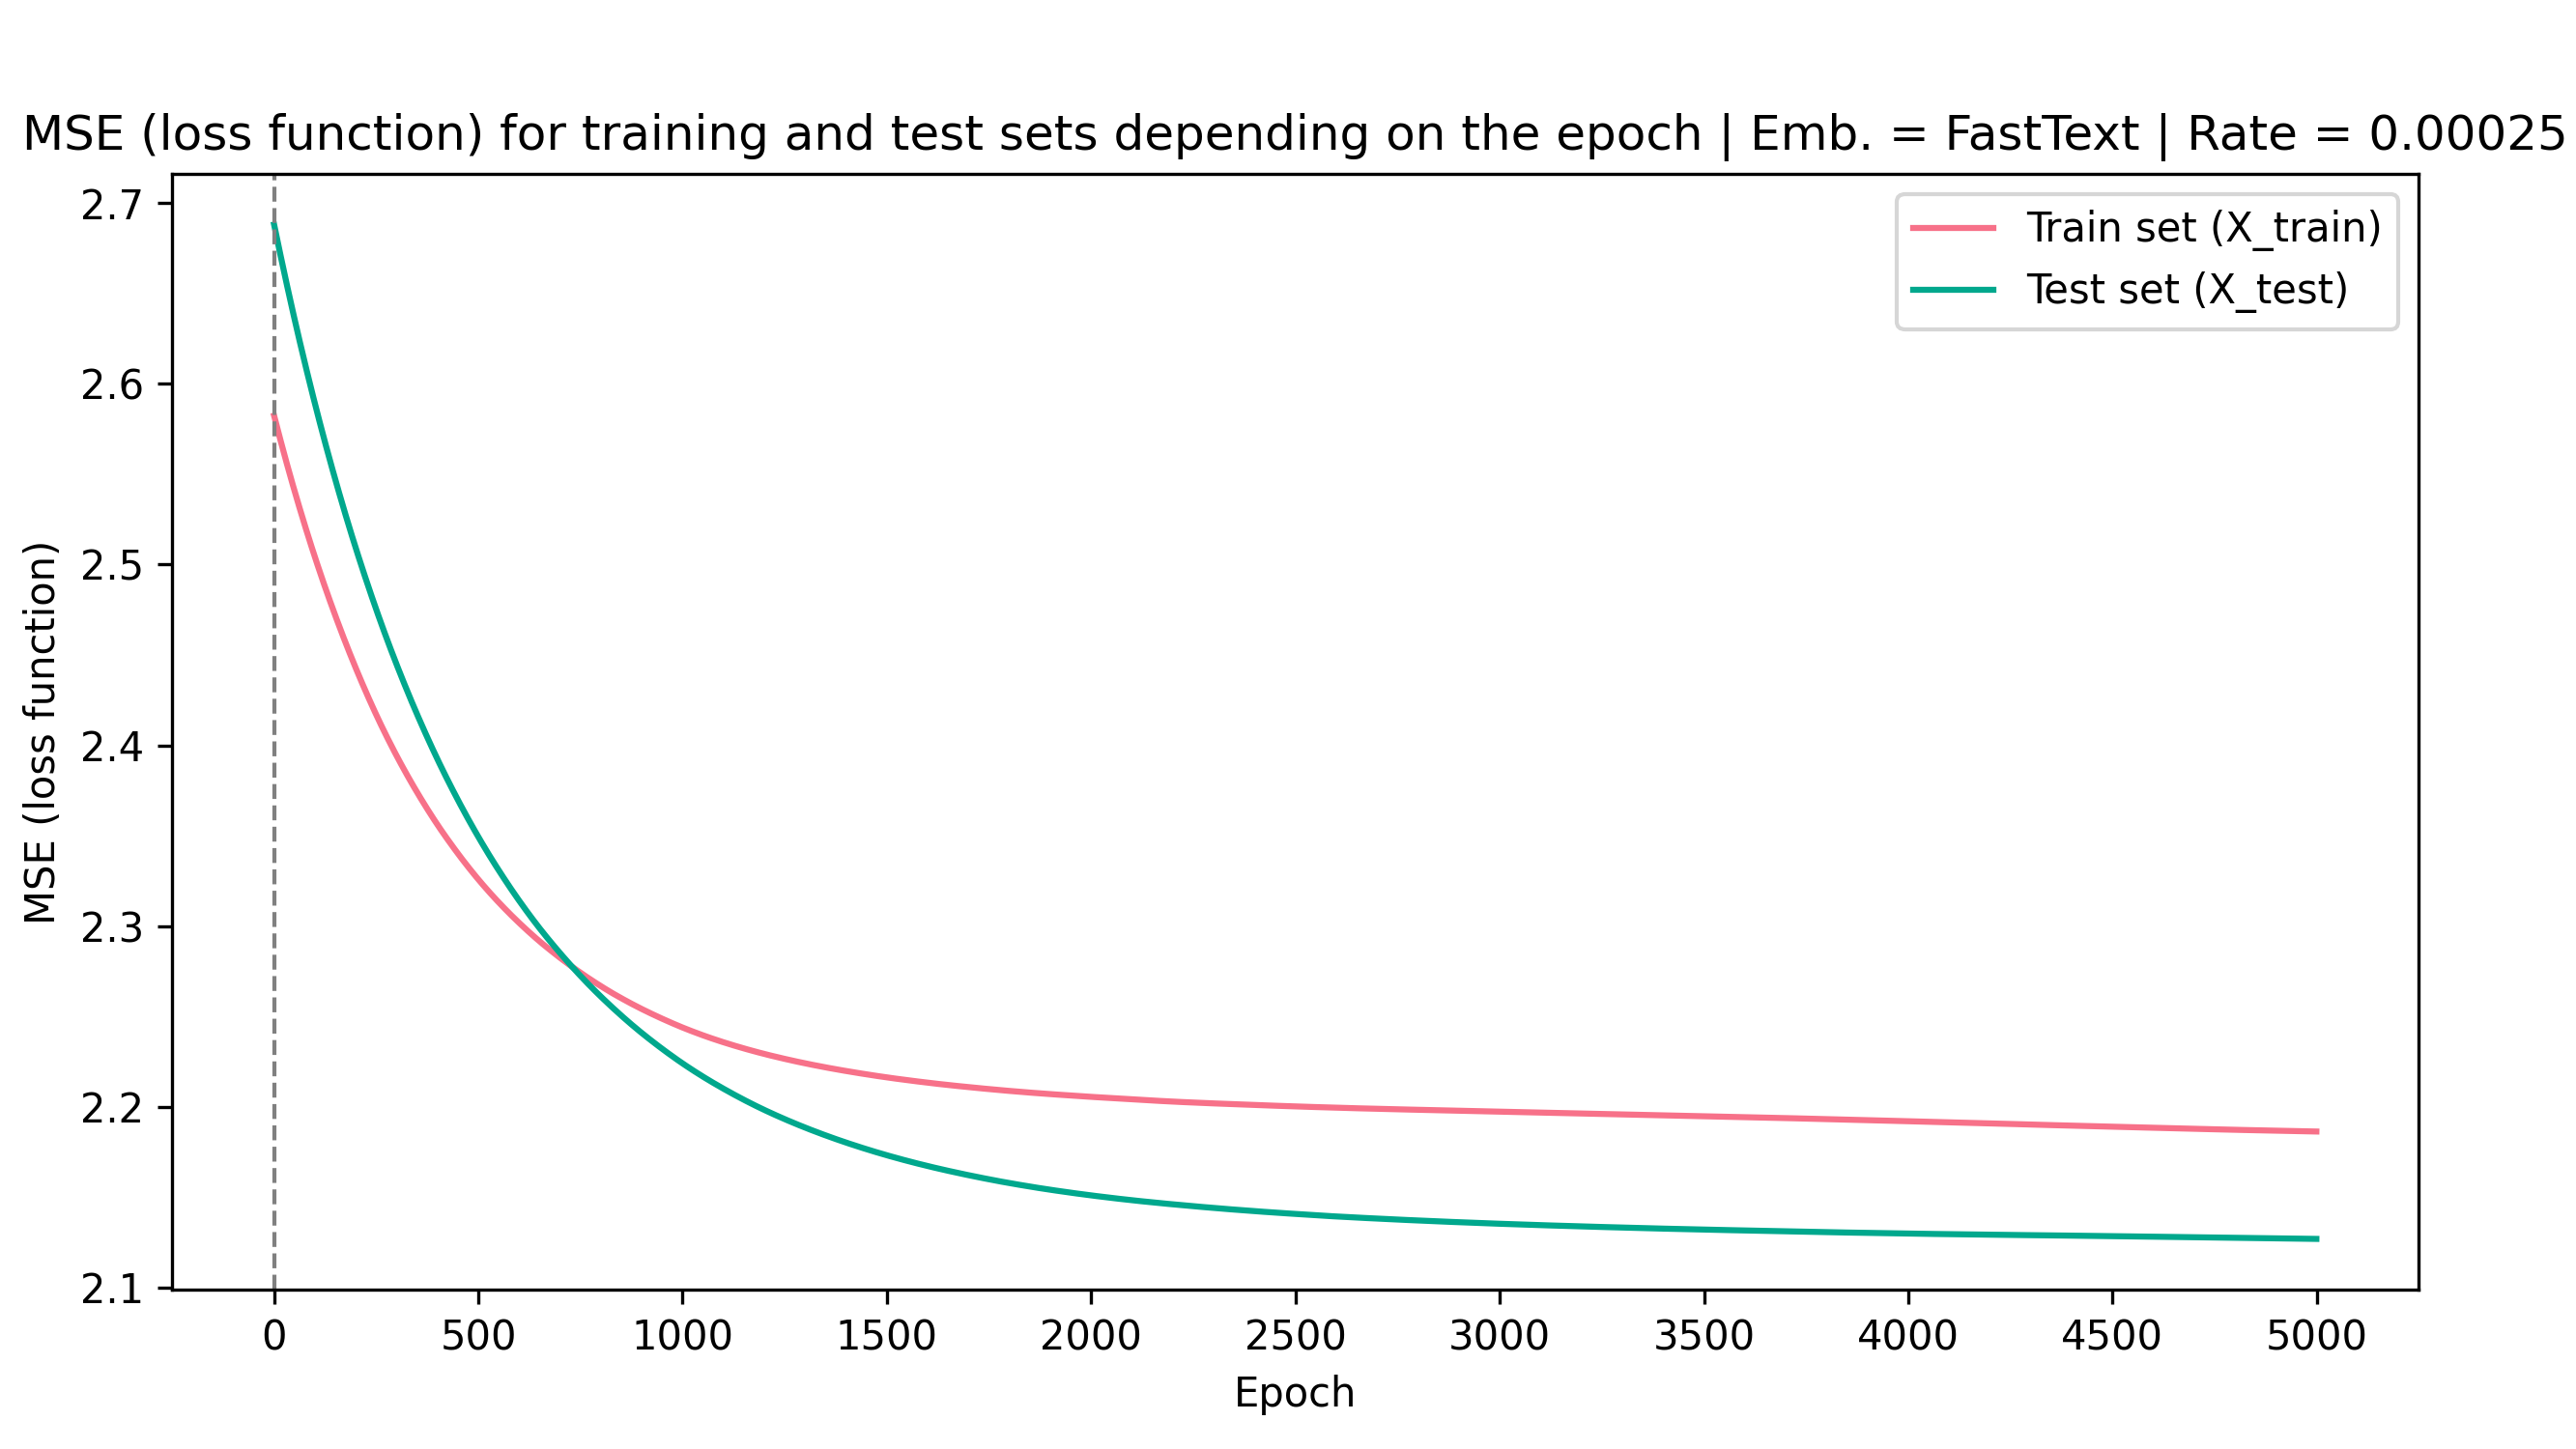 MSE (loss function) for training and test sets depending on the epoch | Emb. = FastText | Rate = 0.00025
Train set (X_train)
Test set (X_test)
MSE (loss function)
2.7
2.6
2.5
2.4
2.3
2.2
2.1
0 500 1000 1500 2000 2500 3000 3500 4000 4500 5000
Epoch